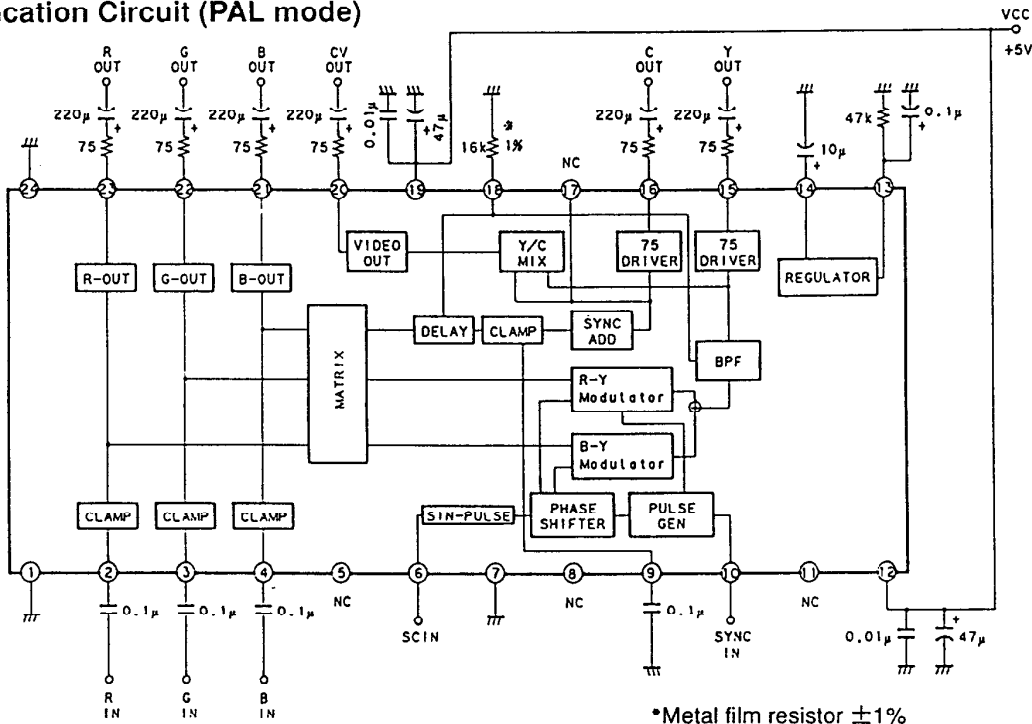 ecation Circuit (PAL mode)
VCC
+5V
R OUT
G OUT
B OUT
CV OUT
C OUT
Y OUT
220μ
+
75
220μ
+
75
220μ
+
75
220μ
+
75
0.01μ
+
47μ
16k
*
1%
NC
220μ
+
75
220μ
+
75
10μ
+
47k
0.1μ
+
24
23
22
21
20
19
18
17
16
15
14
13
VIDEO OUT
Y/C MIX
75 DRIVER
75 DRIVER
REGULATOR
R-OUT
G-OUT
B-OUT
MATRIX
DELAY
CLAMP
SYNC ADD
BPF
R-Y Modulator
B-Y Modulator
CLAMP
CLAMP
CLAMP
SIN-PULSE
PHASE SHIFTER
PULSE GEN
1
2
3
4
5
6
7
8
9
10
11
12
0.1μ
0.1μ
0.1μ
NC
SCIN
NC
0.1μ
SYNC IN
NC
0.01μ
+
47μ
R IN
G IN
B IN
*Metal film resistor ±1%